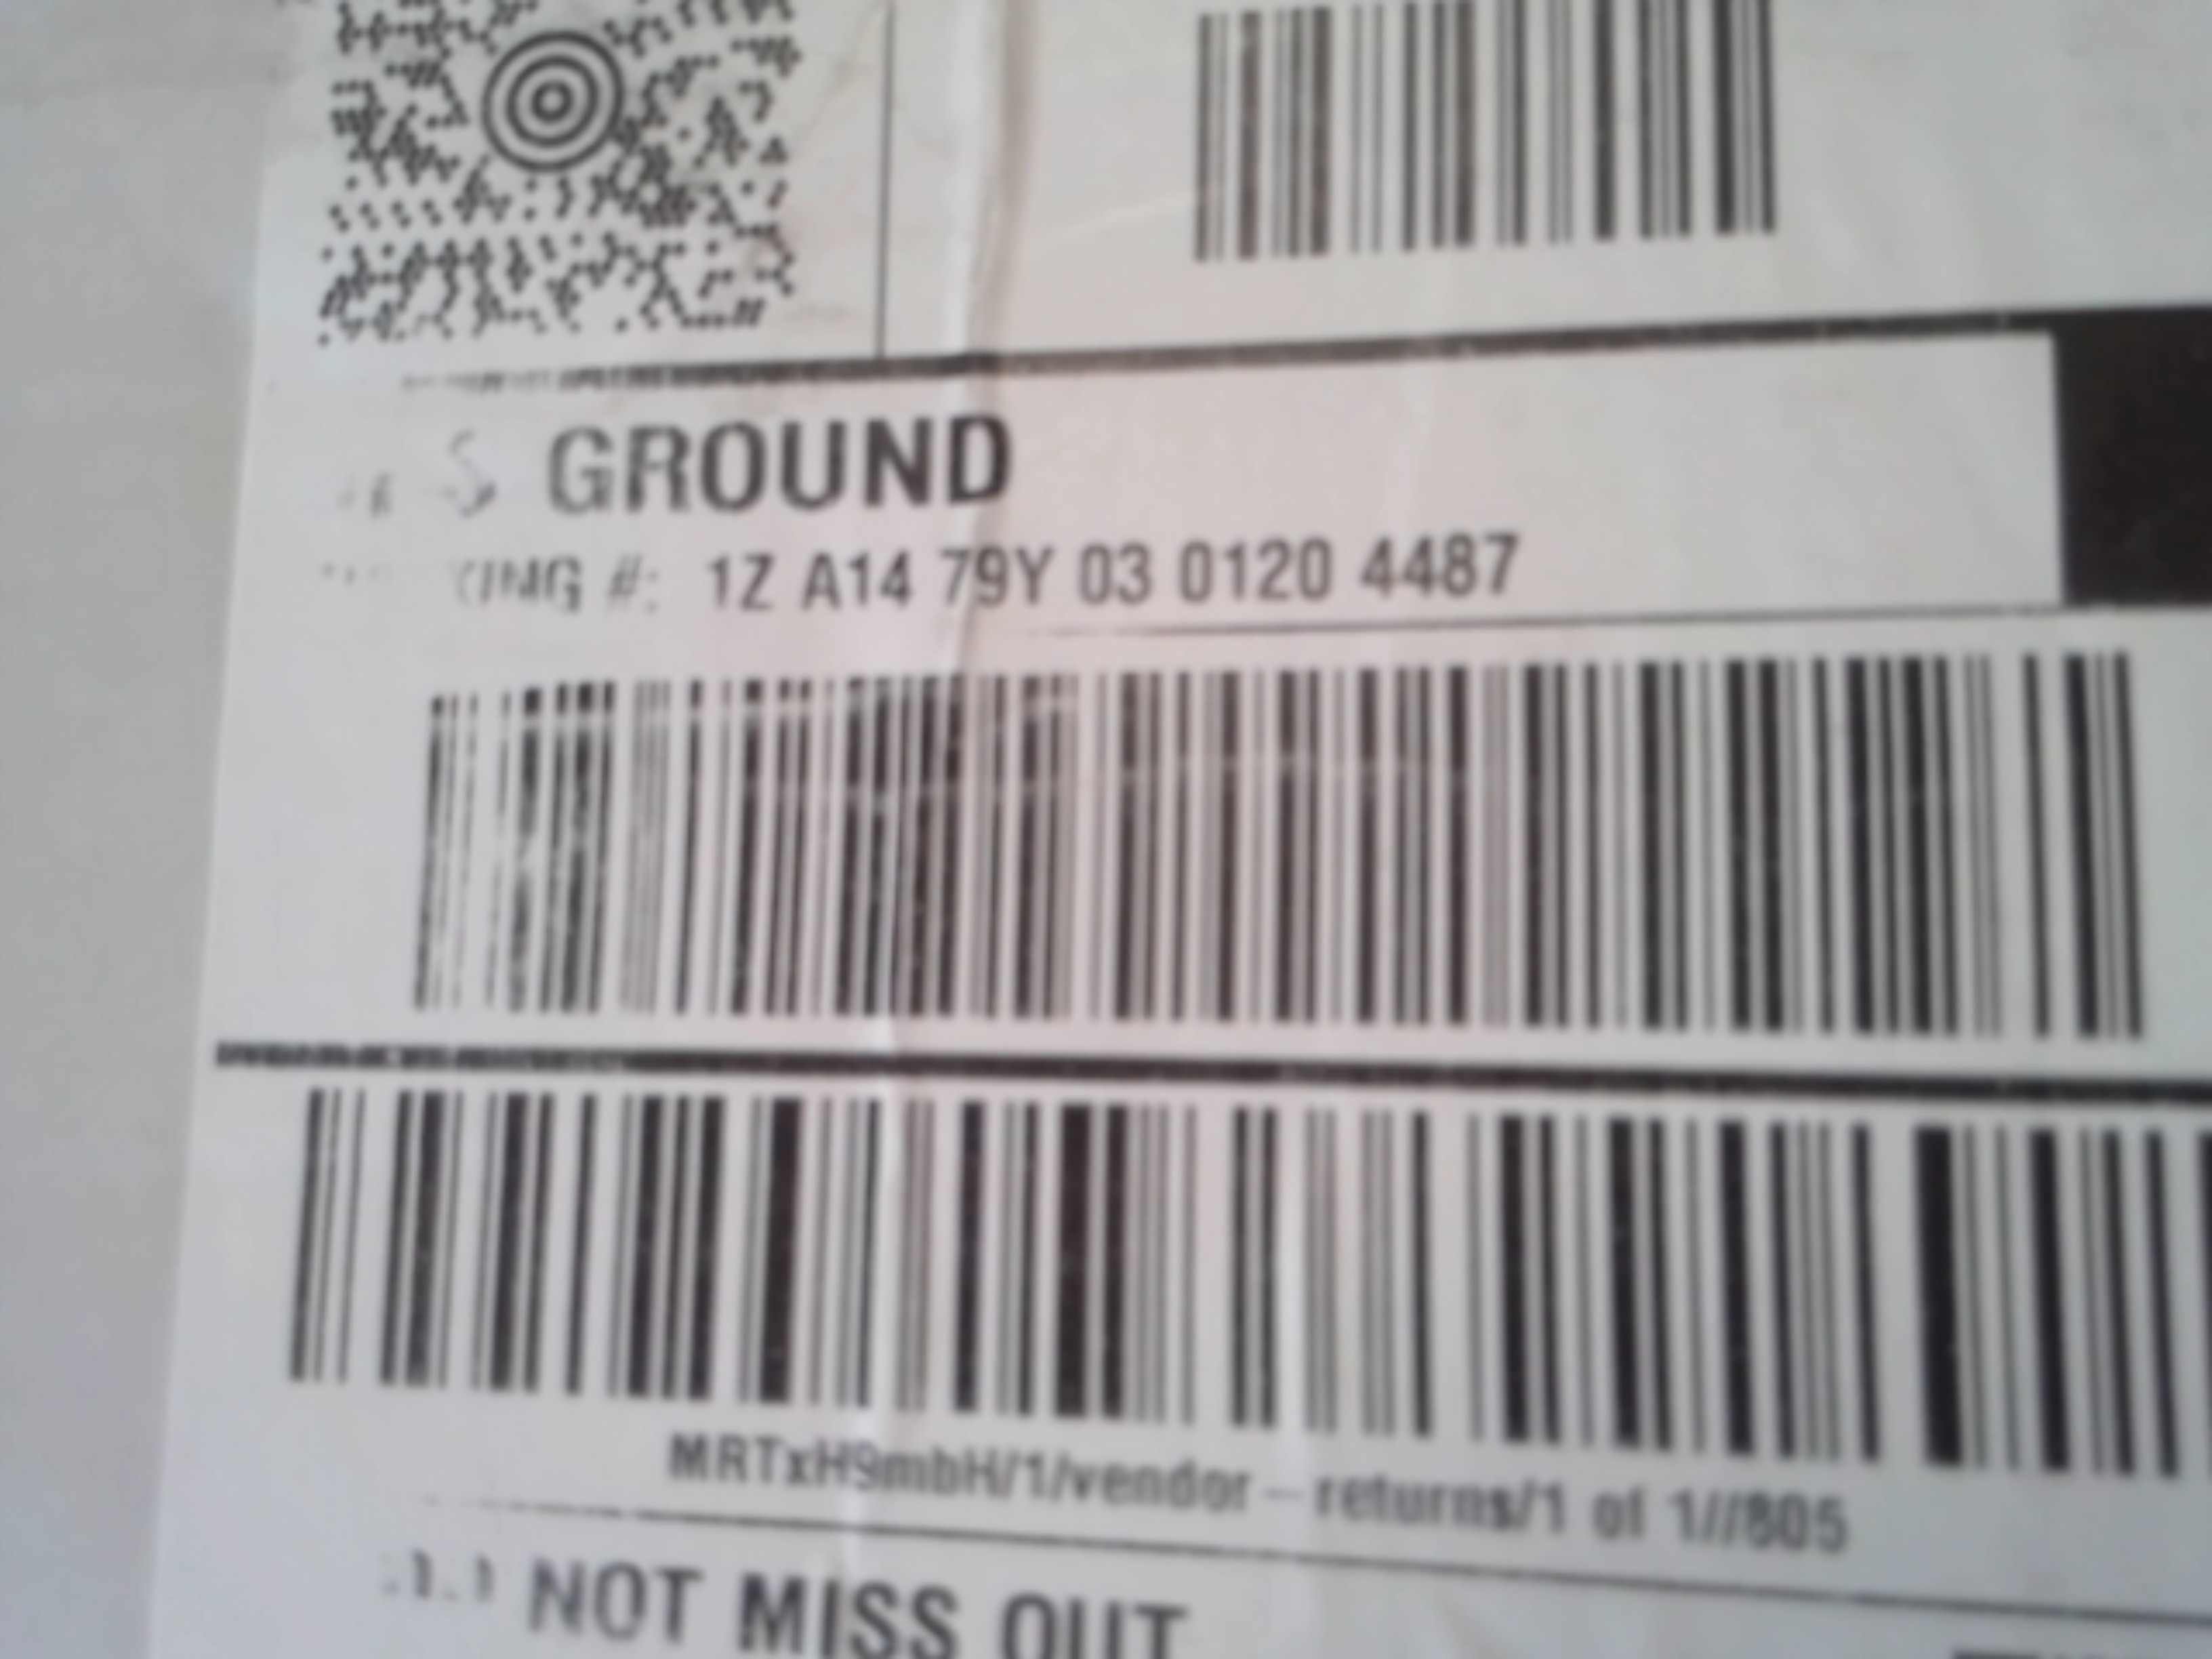 GROUND
#: 1Z A14 79Y 03 0120 4487
MRTxH9mbH/1/vendor - returns/1 of 1//805
NOT MISS OUT